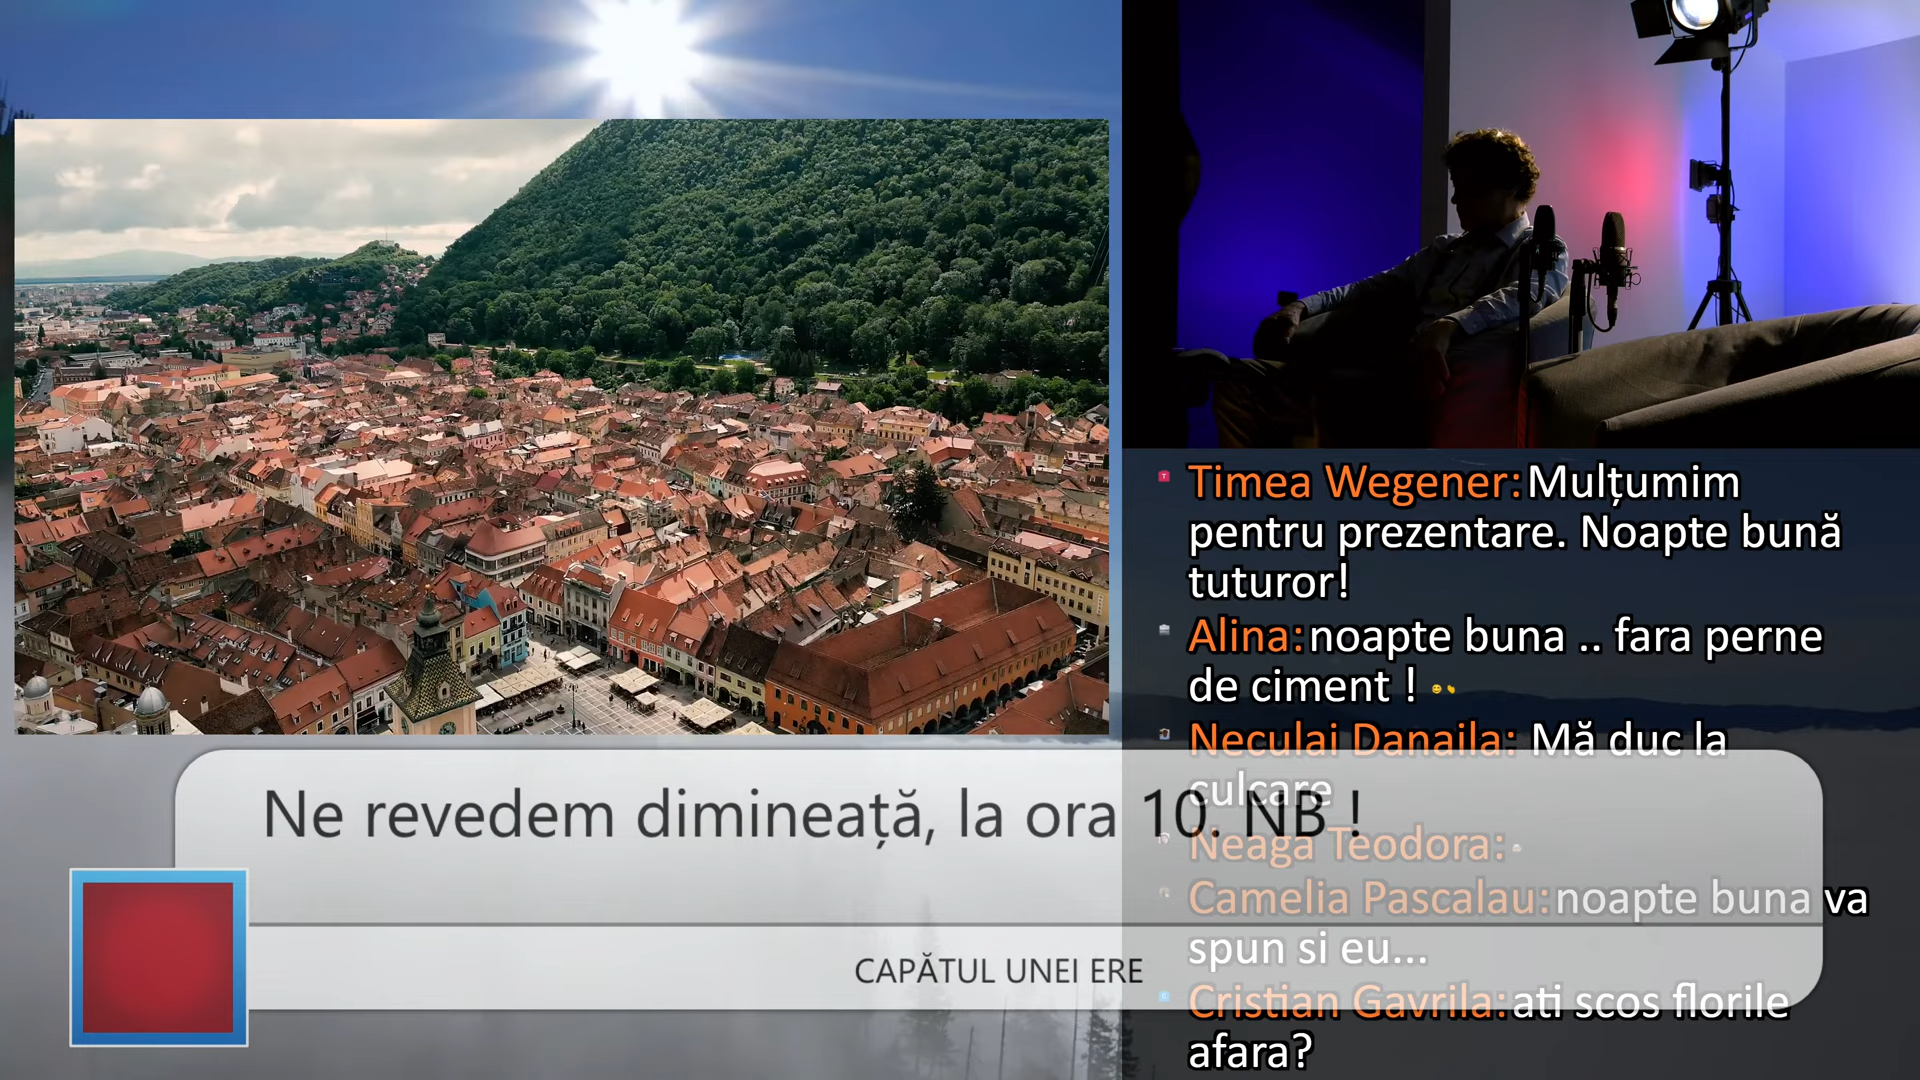 Timea Wegener: Mulțumim
pentru prezentare. Noapte bună
tuturor!
Alina: noapte buna .. fara perne
de ciment !
Neculai Danaila: Mă duc la
culcare
Neaga Teodora:
Camelia Pascalau: noapte buna va
spun si eu...
Cristian Gavrila: ati scos florile
afara?
Ne revedem dimineață, la ora 10. NB !
CAPĂTUL UNEI ERE